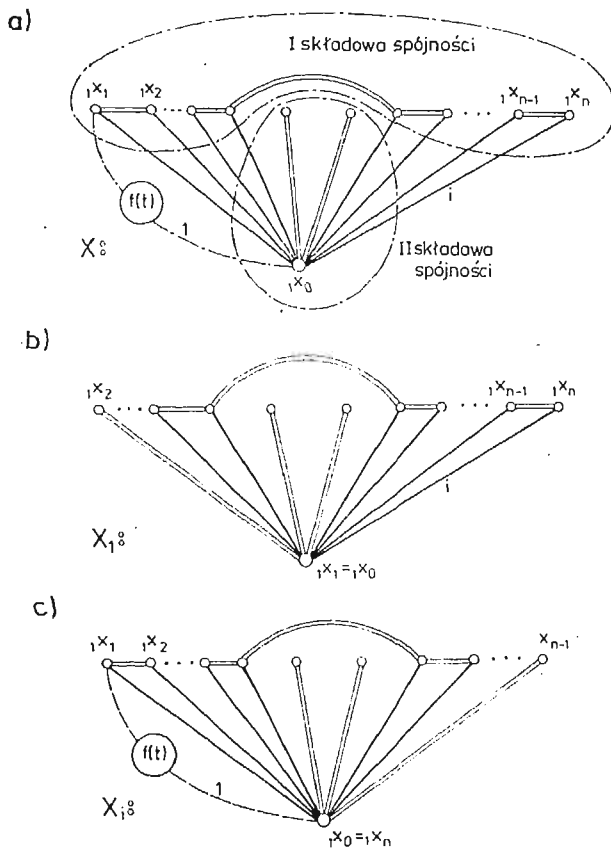 a)
I składowa spójności
₁x₁ ₁x₂ ··· ··· ₁x₍n-1₎ ₁xₙ
f(t)
1
i
X:
II składowa
spójności
₁x₀
b)
₁x₂ ··· ··· ₁x₍n-1₎ ₁xₙ
i
X₁:
₁x₁=₁x₀
c)
₁x₁ ₁x₂ ··· ··· x₍n-1₎
f(t)
1
Xᵢ:
₁x₀=₁xₙ